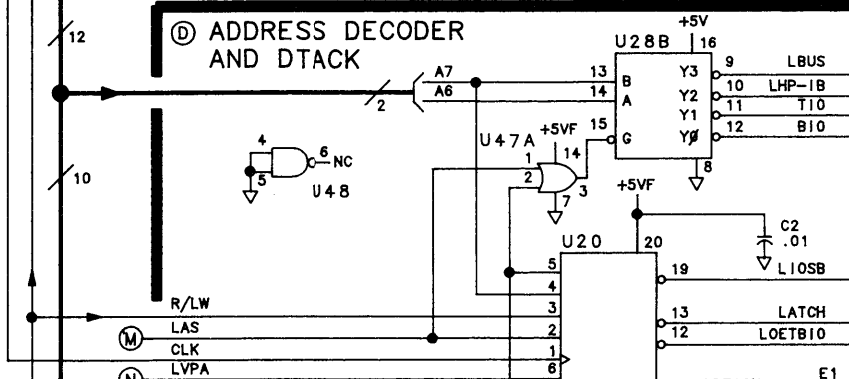 12
D ADDRESS DECODER
AND DTACK
+5V
U28B
16
A7
13
B
Y3
9
LBUS
A6
14
A
Y2
10
LHP-IB
2
Y1
11
TIO
15
G
YØ
12
BIO
8
4
6
NC
5
U48
U47A
+5VF
1
14
2
3
7
10
+5VF
U20
20
C2
.01
5
19
LIOSB
4
R/LW
3
13
LATCH
M
LAS
2
12
LOETBIO
CLK
1
N
LVPA
6
E1